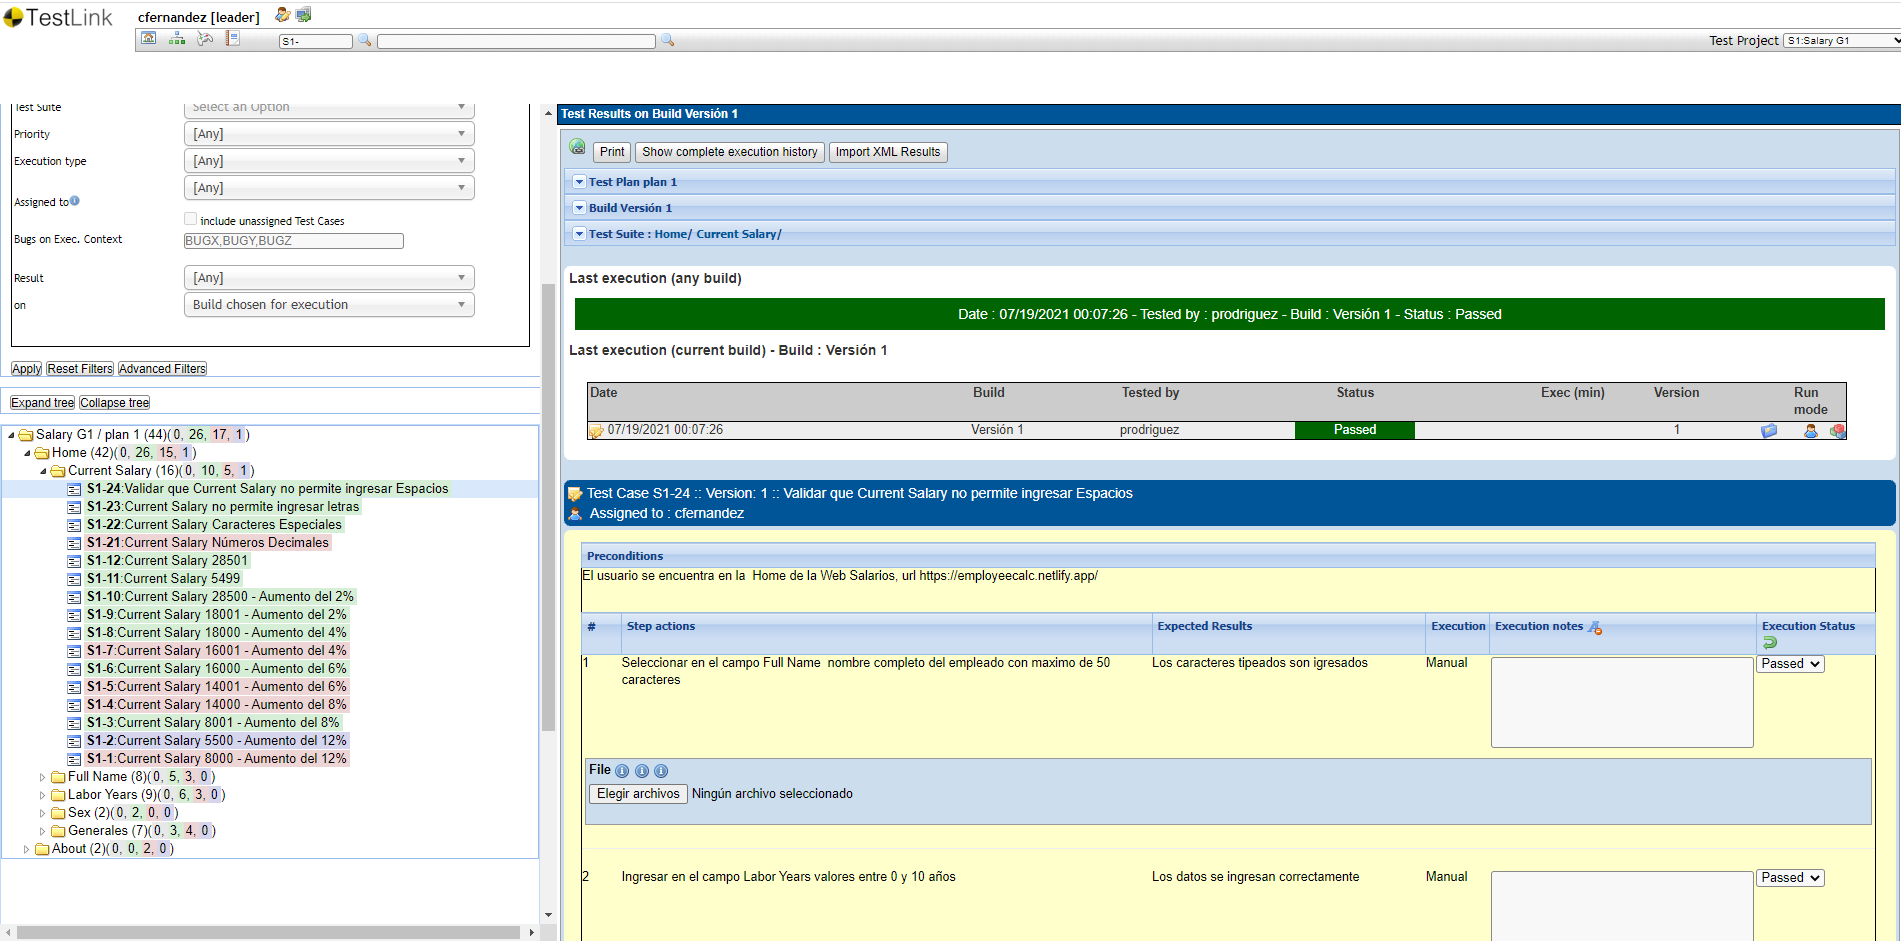 TestLink
cfernandez [leader]
S1-
Test Project S1:Salary G1
Test Suite Select an Option
Priority [Any]
Execution type [Any]
[Any]
Assigned to
include unassigned Test Cases
Bugs on Exec. Context BUGX,BUGY,BUGZ
Result [Any]
on Build chosen for execution
Apply Reset Filters Advanced Filters
Expand tree Collapse tree
Salary G1 / plan 1 (44)(0, 26, 17, 1)
Home (42)(0, 26, 15, 1)
Current Salary (16)(0, 10, 5, 1)
S1-24:Validar que Current Salary no permite ingresar Espacios
S1-23:Current Salary no permite ingresar letras
S1-22:Current Salary Caracteres Especiales
S1-21:Current Salary Números Decimales
S1-12:Current Salary 28501
S1-11:Current Salary 5499
S1-10:Current Salary 28500 - Aumento del 2%
S1-9:Current Salary 18001 - Aumento del 2%
S1-8:Current Salary 18000 - Aumento del 4%
S1-7:Current Salary 16001 - Aumento del 4%
S1-6:Current Salary 16000 - Aumento del 6%
S1-5:Current Salary 14001 - Aumento del 6%
S1-4:Current Salary 14000 - Aumento del 8%
S1-3:Current Salary 8001 - Aumento del 8%
S1-2:Current Salary 5500 - Aumento del 12%
S1-1:Current Salary 8000 - Aumento del 12%
Full Name (8)(0, 5, 3, 0)
Labor Years (9)(0, 6, 3, 0)
Sex (2)(0, 2, 0, 0)
Generales (7)(0, 3, 4, 0)
About (2)(0, 0, 2, 0)
Test Results on Build Versión 1
Print Show complete execution history Import XML Results
Test Plan plan 1
Build Versión 1
Test Suite : Home/ Current Salary/
Last execution (any build)
Date : 07/19/2021 00:07:26 - Tested by : prodriguez - Build : Versión 1 - Status : Passed
Last execution (current build) - Build : Versión 1
Date Build Tested by Status Exec (min) Version Run mode
07/19/2021 00:07:26 Versión 1 prodriguez Passed 1
Test Case S1-24 :: Version: 1 :: Validar que Current Salary no permite ingresar Espacios
Assigned to : cfernandez
Preconditions
El usuario se encuentra en la Home de la Web Salarios, url https://employeecalc.netlify.app/
# Step actions Expected Results Execution Execution notes Execution Status
1 Seleccionar en el campo Full Name nombre completo del empleado con maximo de 50 Los caracteres tipeados son igresados Manual Passed
caracteres
File
Elegir archivos Ningún archivo seleccionado
2 Ingresar en el campo Labor Years valores entre 0 y 10 años Los datos se ingresan correctamente Manual Passed